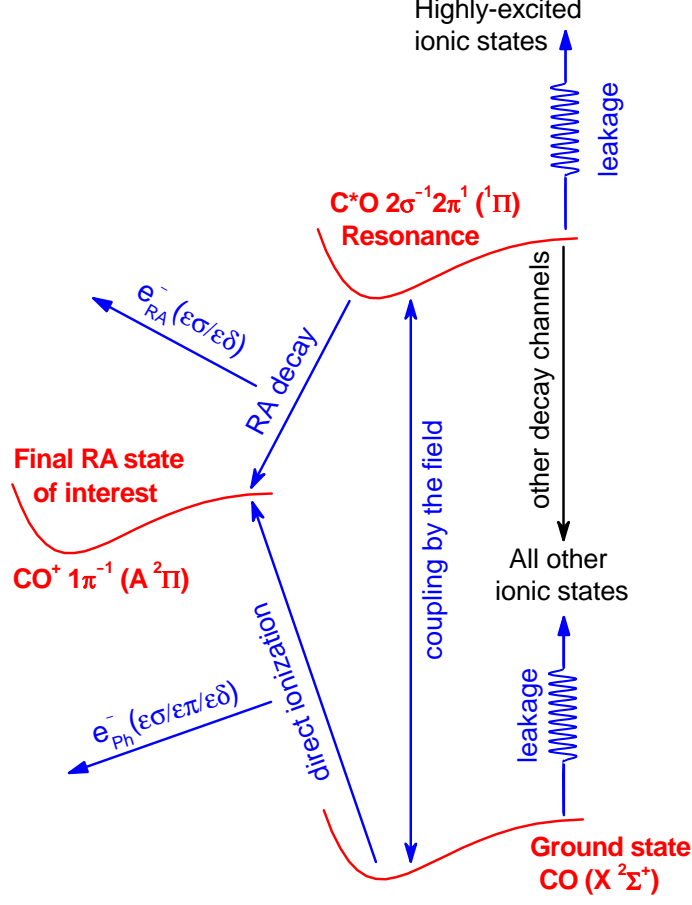 Highly-excited
ionic states
leakage
C*O 2σ⁻¹2π¹ (¹Π)
Resonance
e⁻RA (εσ/εδ)
RA decay
other decay channels
coupling by the field
Final RA state
of interest
CO⁺ 1π⁻¹ (A ²Π)
All other
ionic states
direct ionization
e⁻Ph(εσ/επ/εδ)
leakage
Ground state
CO (X ²Σ⁺)